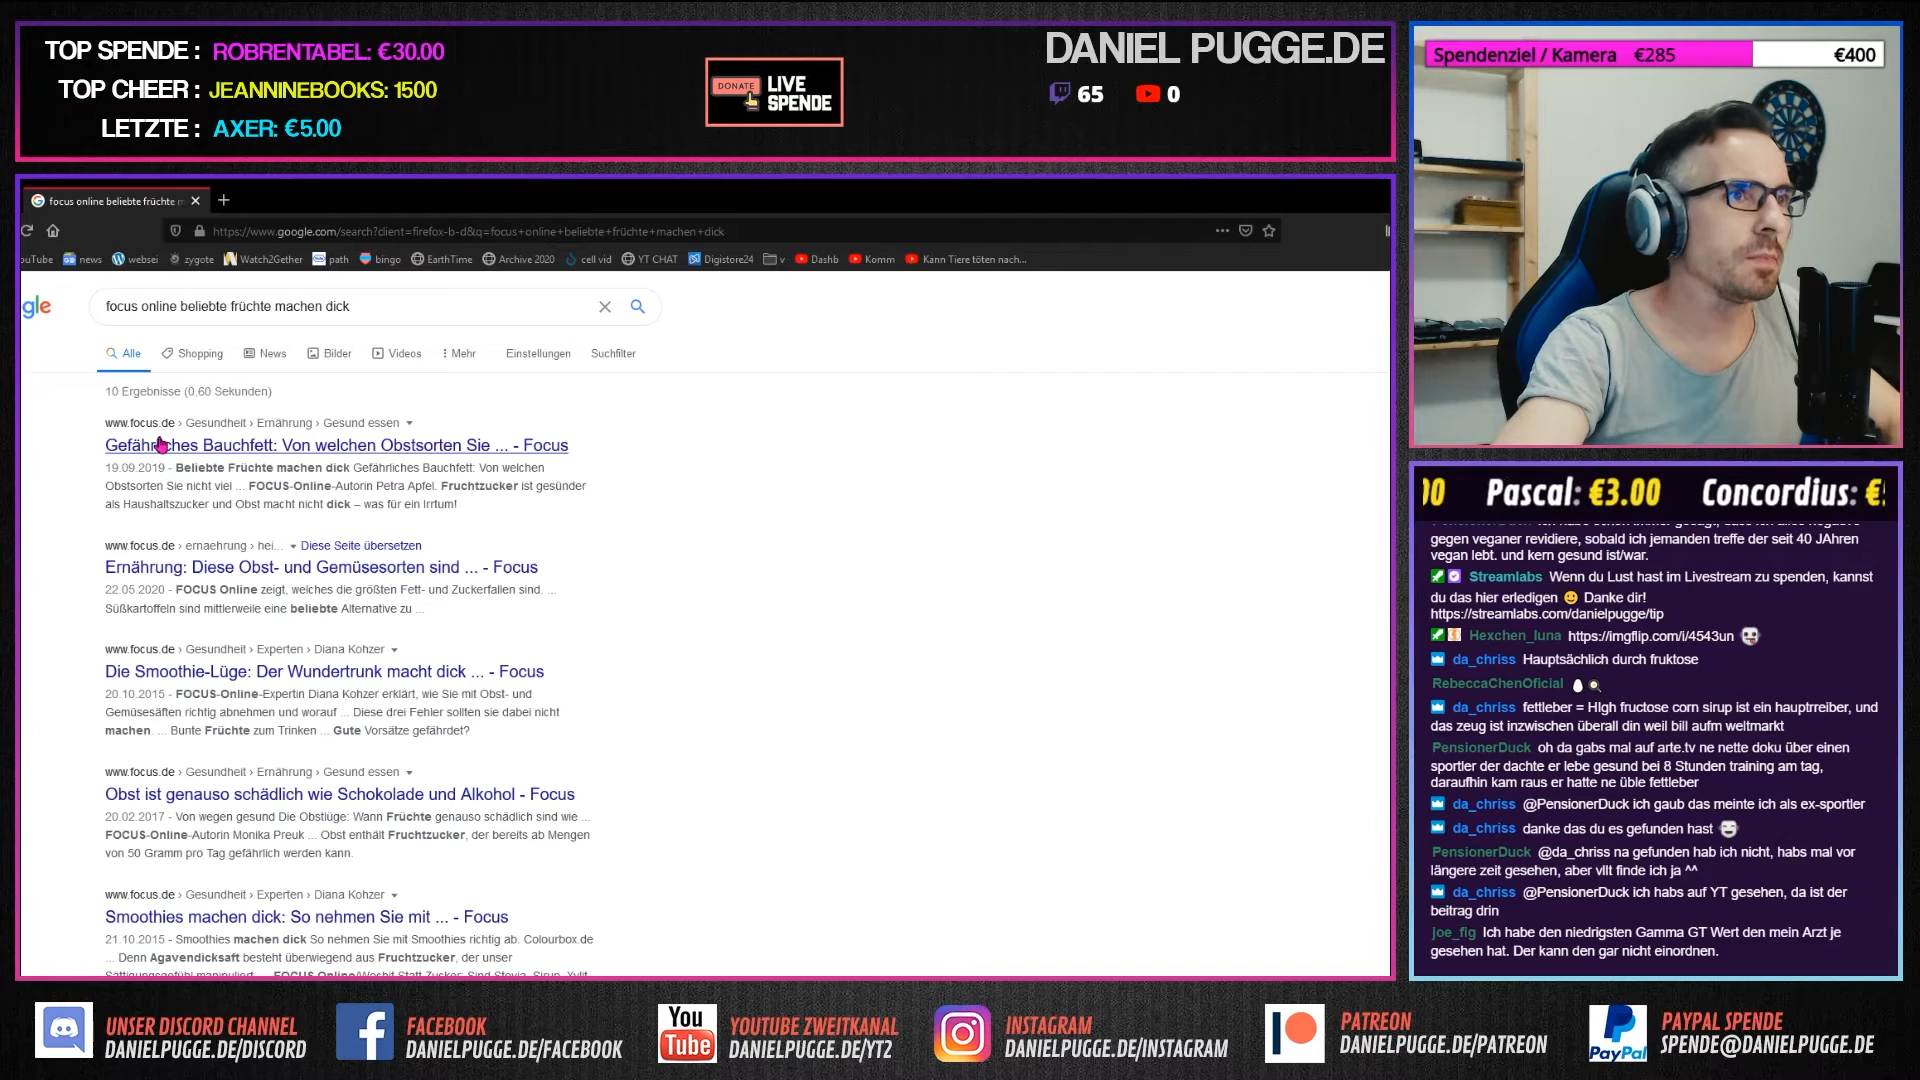 TOP SPENDE : ROBRENTABEL: €30.00
TOP CHEER : JEANNINEBOOKS: 1500
LETZTE : AXER: €5.00
DONATE
LIVE
SPENDE
DANIEL PUGGE.DE
65 0
Spendenziel / Kamera €285 €400
focus online beliebte früchte m
https://www.google.com/search?client=firefox-b-d&q=focus+online+beliebte+früchte+machen+dick
ouTube news websei zygote Watch2Gether path bingo EarthTime Archive 2020 cell vid YT CHAT Digistore24 v Dashb Komm Kann Tiere töten nach...
gle
focus online beliebte früchte machen dick
Alle Shopping News Bilder Videos Mehr Einstellungen Suchfilter
10 Ergebnisse (0,60 Sekunden)
www.focus.de › Gesundheit › Ernährung › Gesund essen
Gefährliches Bauchfett: Von welchen Obstsorten Sie ... - Focus
19.09.2019 - Beliebte Früchte machen dick Gefährliches Bauchfett: Von welchen
Obstsorten Sie nicht viel ... FOCUS-Online-Autorin Petra Apfel. Fruchtzucker ist gesünder
als Haushaltszucker und Obst macht nicht dick – was für ein Irrtum!
www.focus.de › ernaehrung › hei... Diese Seite übersetzen
Ernährung: Diese Obst- und Gemüsesorten sind ... - Focus
22.05.2020 - FOCUS Online zeigt, welches die größten Fett- und Zuckerfallen sind. ...
Süßkartoffeln sind mittlerweile eine beliebte Alternative zu ...
www.focus.de › Gesundheit › Experten › Diana Kohzer
Die Smoothie-Lüge: Der Wundertrunk macht dick ... - Focus
20.10.2015 - FOCUS-Online-Expertin Diana Kohzer erklärt, wie Sie mit Obst- und
Gemüsesäften richtig abnehmen und worauf ... Diese drei Fehler sollten sie dabei nicht
machen. ... Bunte Früchte zum Trinken ... Gute Vorsätze gefährdet?
www.focus.de › Gesundheit › Ernährung › Gesund essen
Obst ist genauso schädlich wie Schokolade und Alkohol - Focus
20.02.2017 - Von wegen gesund Die Obstlüge: Wann Früchte genauso schädlich sind wie ...
FOCUS-Online-Autorin Monika Preuk ... Obst enthält Fruchtzucker, der bereits ab Mengen
von 50 Gramm pro Tag gefährlich werden kann.
www.focus.de › Gesundheit › Experten › Diana Kohzer
Smoothies machen dick: So nehmen Sie mit ... - Focus
21.10.2015 - Smoothies machen dick So nehmen Sie mit Smoothies richtig ab. Colourbox.de
... Denn Agavendicksaft besteht überwiegend aus Fruchtzucker, der unser
Sättigungsgefühl manipuliert. ... FOCUS Online/Wochit Statt Zucker: Sind Stevia, Sirup, Xylit
00 Pascal: €3.00 Concordius: €
gegen veganer revidiere, sobald ich jemanden treffe der seit 40 JAhren
vegan lebt. und kern gesund ist/war.
Streamlabs Wenn du Lust hast im Livestream zu spenden, kannst
du das hier erledigen Danke dir!
https://streamlabs.com/danielpugge/tip
Hexchen_luna https://imgflip.com/i/4543un
da_chriss Hauptsächlich durch fruktose
RebeccaChenOficial
da_chriss fettleber = HIgh fructose corn sirup ist ein hauptrreiber, und
das zeug ist inzwischen überall din weil bill aufm weltmarkt
PensionerDuck oh da gabs mal auf arte.tv ne nette doku über einen
sportler der dachte er lebe gesund bei 8 Stunden training am tag,
daraufhin kam raus er hatte ne üble fettleber
da_chriss @PensionerDuck ich gaub das meinte ich als ex-sportler
da_chriss danke das du es gefunden hast
PensionerDuck @da_chriss na gefunden hab ich nicht, habs mal vor
längere zeit gesehen, aber vllt finde ich ja ^^
da_chriss @PensionerDuck ich habs auf YT gesehen, da ist der
beitrag drin
joe_fig Ich habe den niedrigsten Gamma GT Wert den mein Arzt je
gesehen hat. Der kann den gar nicht einordnen.
UNSER DISCORD CHANNEL
DANIELPUGGE.DE/DISCORD
FACEBOOK
DANIELPUGGE.DE/FACEBOOK
You
Tube
YOUTUBE ZWEITKANAL
DANIELPUGGE.DE/YT2
INSTAGRAM
DANIELPUGGE.DE/INSTAGRAM
PATREON
DANIELPUGGE.DE/PATREON
PayPal
PAYPAL SPENDE
SPENDE@DANIELPUGGE.DE